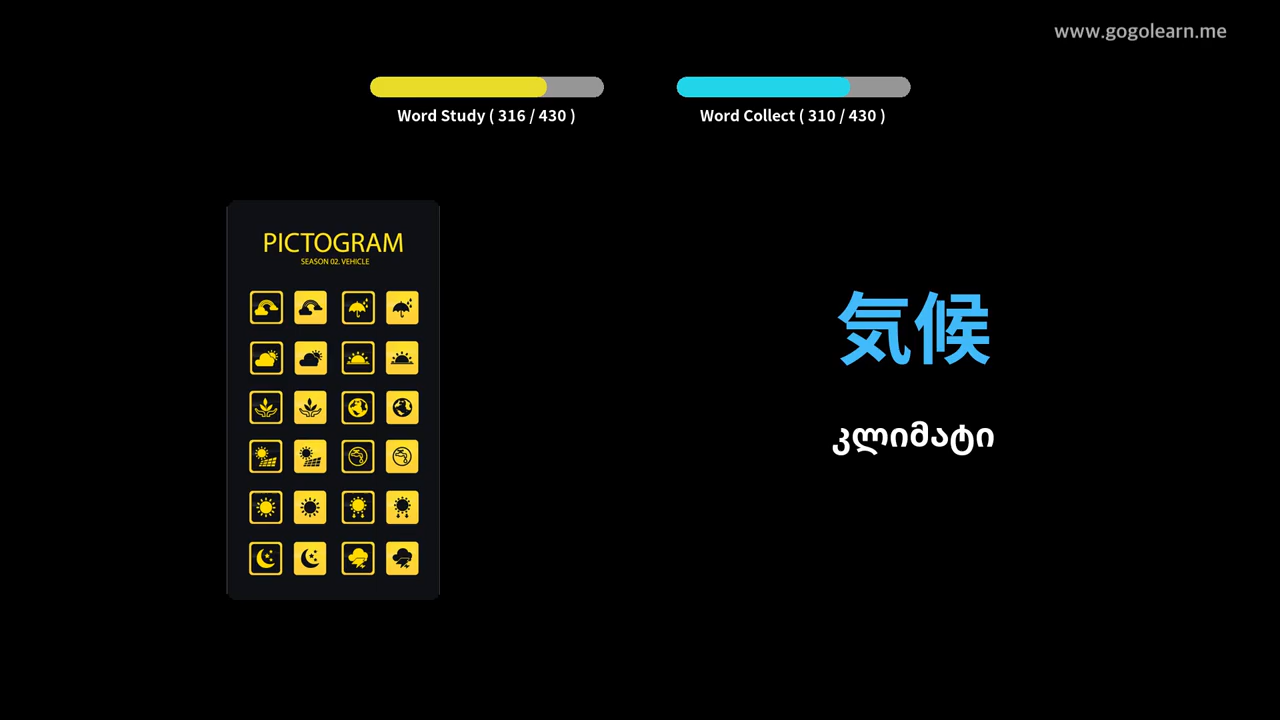 www.gogolearn.me
Word Study ( 316 / 430 )
Word Collect ( 310 / 430 )
PICTOGRAM
SEASON 02. VEHICLE
気候
კლიმატი